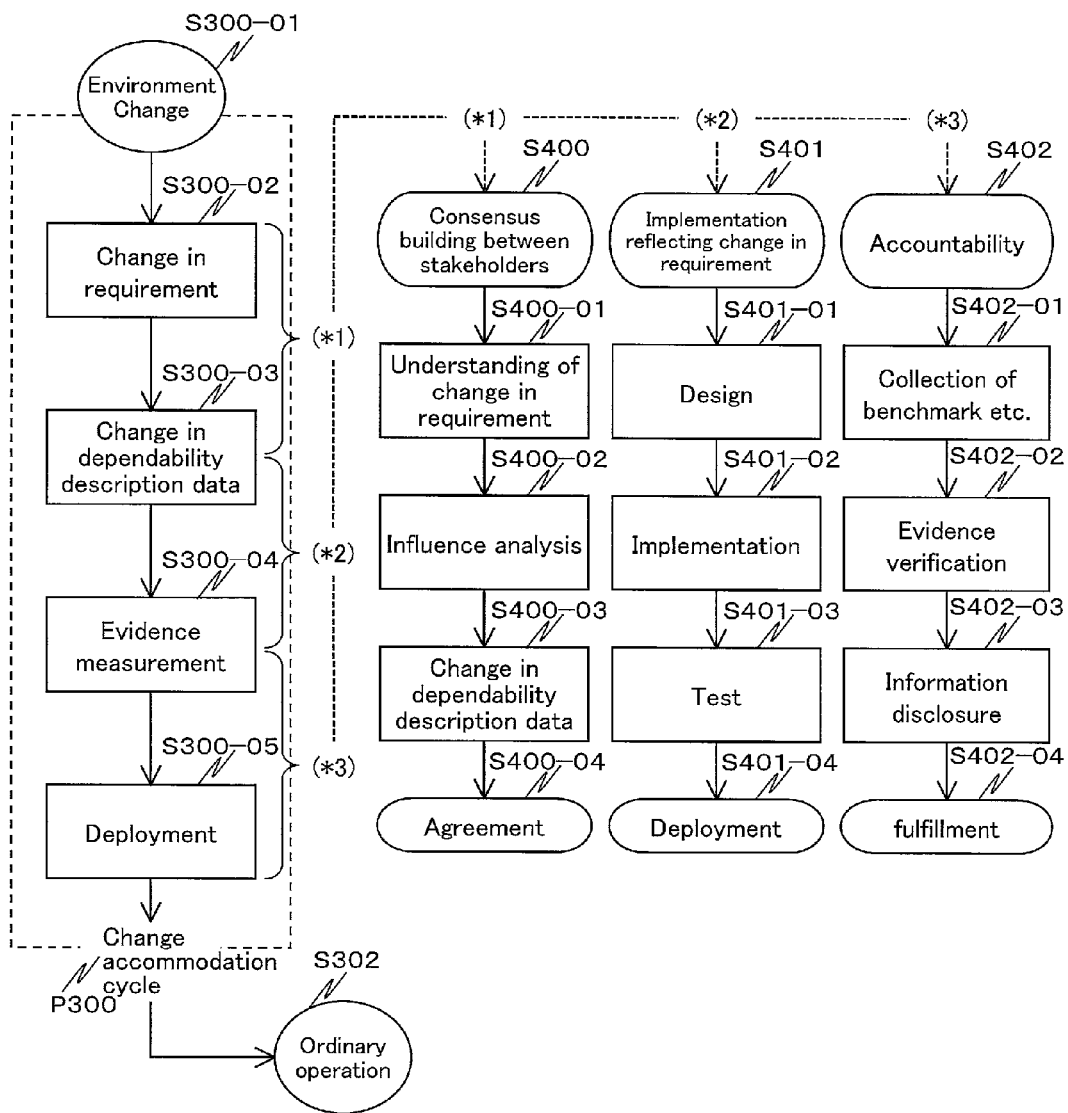 S300-01
Environment
Change
S300-02
Change in
requirement
(*1)
S300-03
Change in
dependability
description data
(*2)
S300-04
Evidence
measurement
S300-05
(*3)
Deployment
Change
accommodation
cycle
P300
S302
Ordinary
operation
(*1)
S400
Consensus
building between
stakeholders
S400-01
Understanding of
change in
requirement
S400-02
Influence analysis
S400-03
Change in
dependability
description data
S400-04
Agreement
(*2)
S401
Implementation
reflecting change in
requirement
S401-01
Design
S401-02
Implementation
S401-03
Test
S401-04
Deployment
(*3)
S402
Accountability
S402-01
Collection of
benchmark etc.
S402-02
Evidence
verification
S402-03
Information
disclosure
S402-04
fulfillment